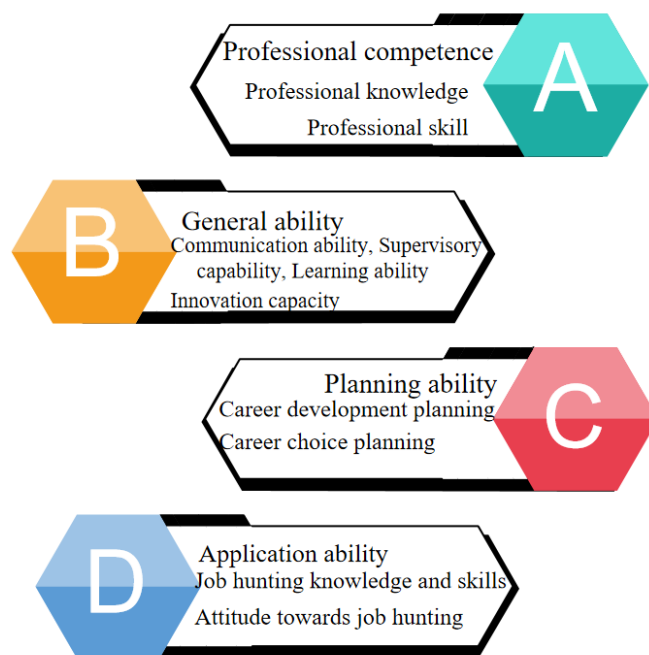 Professional competence
A
Professional knowledge
Professional skill
B
General ability
Communication ability, Supervisory
capability, Learning ability
Innovation capacity
Planning ability
C
Career development planning
Career choice planning
D
Application ability
Job hunting knowledge and skills
Attitude towards job hunting